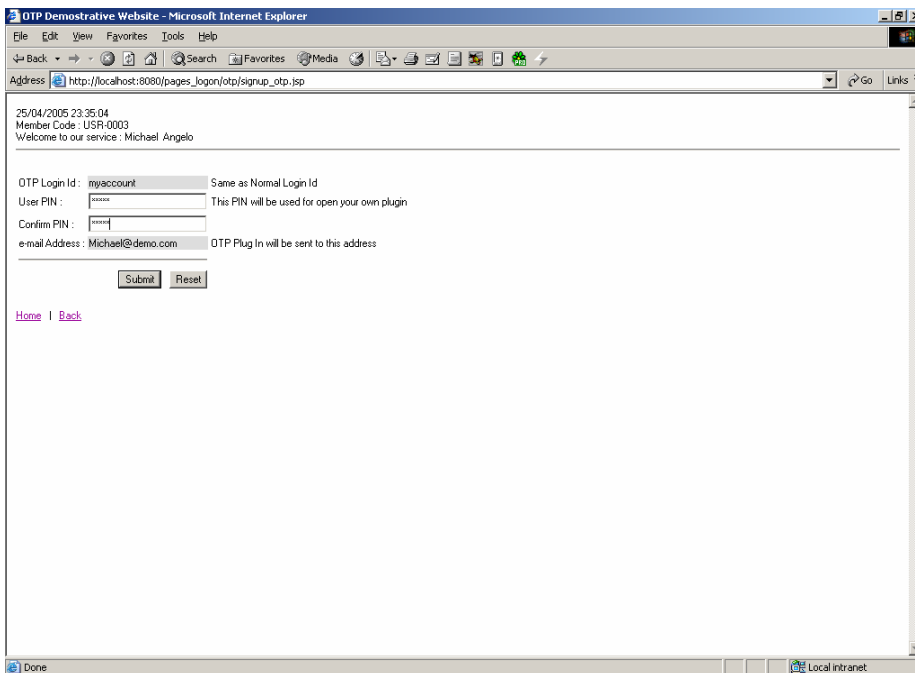 OTP Demostrative Website - Microsoft Internet Explorer
File Edit View Favorites Tools Help
Back Search Favorites Media
Address http://localhost:8080/pages_logon/otp/signup_otp.jsp Go Links
25/04/2005 23:35:04
Member Code : USR-0003
Welcome to our service : Michael Angelo
OTP Login Id : myaccount Same as Normal Login Id
User PIN : ***** This PIN will be used for open your own plugin
Confirm PIN : *****
e-mail Address : Michael@demo.com OTP Plug In will be sent to this address
Submit Reset
Home | Back
Done Local intranet